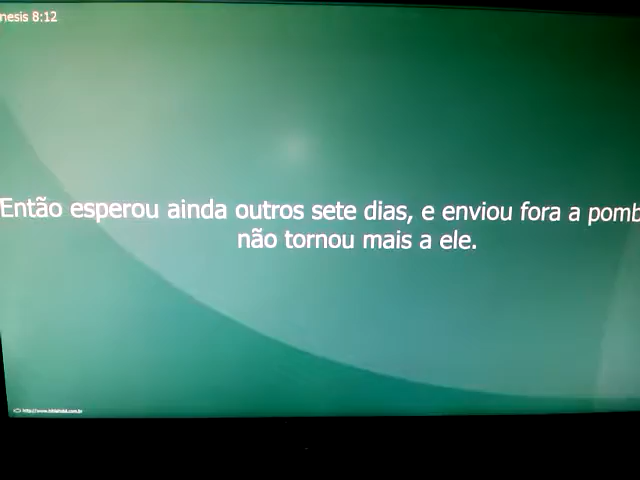 nesis 8:12
Então esperou ainda outros sete dias, e enviou fora a pomb
não tornou mais a ele.